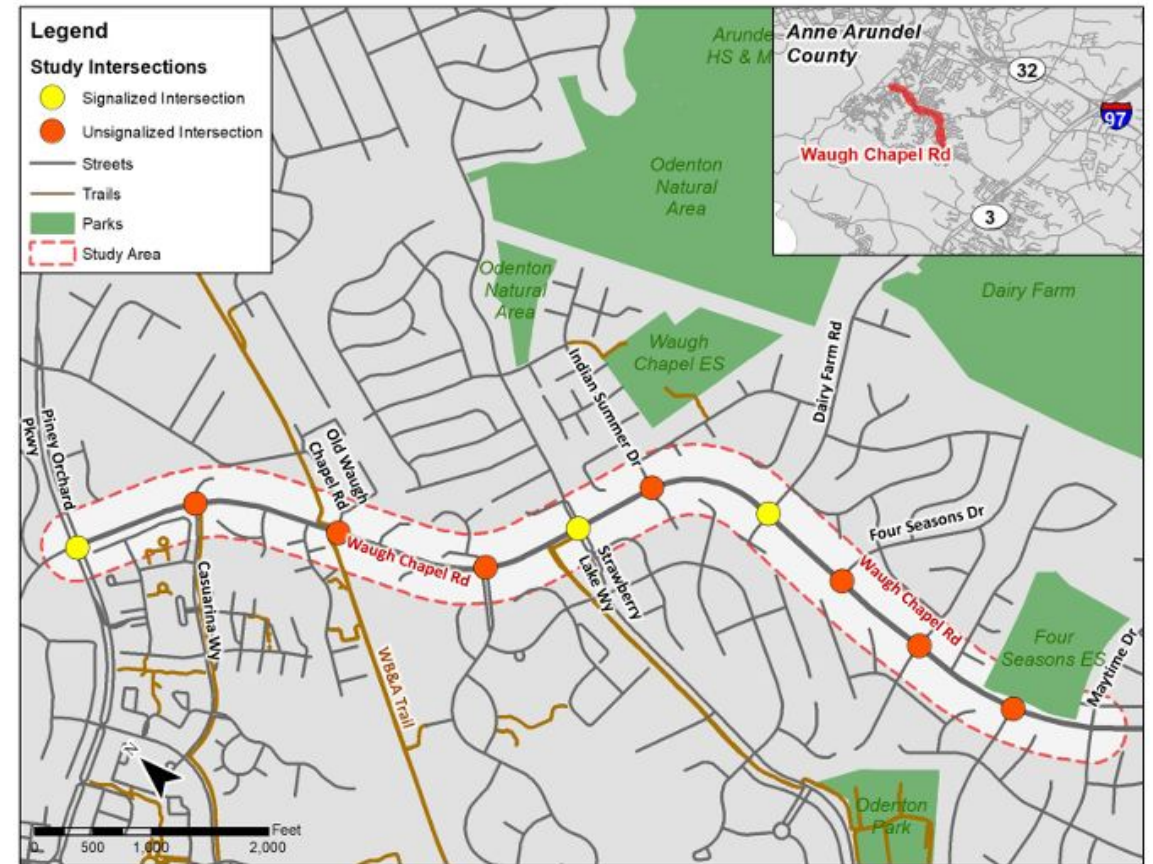 Legend
Study Intersections
Signalized Intersection
Unsignalized Intersection
Streets
Trails
Parks
Study Area
Arunde
HS & M
Anne Arundel
County
32
97
Waugh Chapel Rd
3
Odenton
Natural
Area
Odenton
Natural
Area
Dairy Farm
Waugh
Chapel ES
Indian Summer Dr
Dairy Farm Rd
Piney Orchard
Pkwy
Old Waugh
Chapel Rd
Four Seasons Dr
Waugh Chapel Rd
Waugh Chapel Rd
Casuarina Wy
Strawberry
Lake Wy
Four
Seasons ES
Maytime Dr
WB&A Trail
N
Odenton
Park
Feet
0 500 1,000 2,000